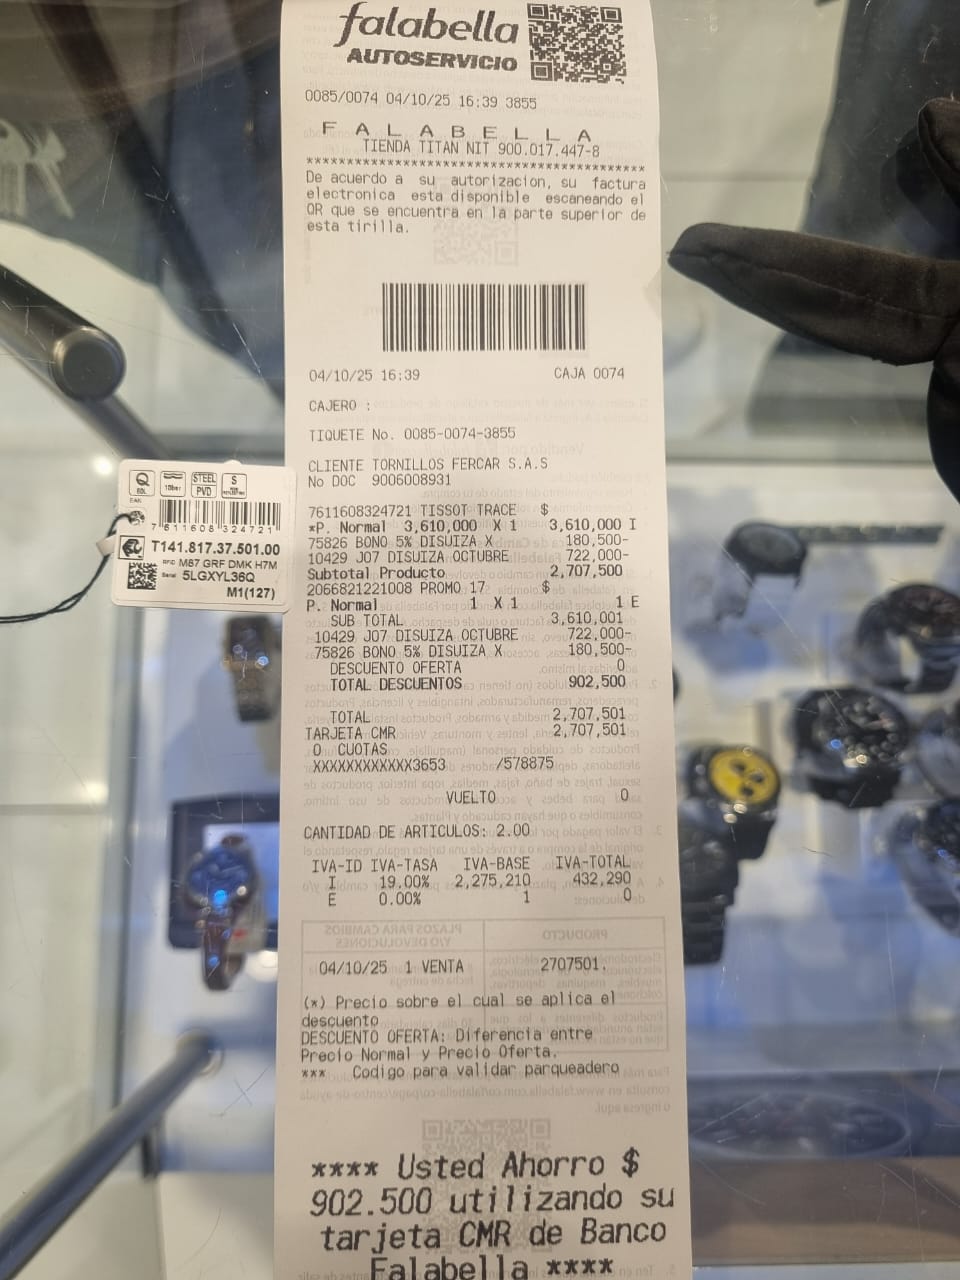 falabella
AUTOSERVICIO
0085/0074 04/10/25 16:39 3855
F A L A B E L L A
TIENDA TITAN NIT 900.017.447-8
******************************************
De acuerdo a su autorizacion, su factura
electronica esta disponible escaneando el
QR que se encuentra en la parte superior de
esta tirilla.
04/10/25 16:39 CAJA 0074
CAJERO :
TIQUETE No. 0085-0074-3855
CLIENTE TORNILLOS FERCAR S.A.S
No DOC 9006008931
7611608324721 TISSOT TRACE $
*P. Normal 3,610,000 X 1 3,610,000 I
75826 BONO 5% DISUIZA X 180,500-
10429 JO7 DISUIZA OCTUBRE 722,000-
Subtotal Producto 2,707,500
2066821221008 PROMO 17 $
P. Normal 1 X 1 1 E
SUB TOTAL 3,610,001
10429 JO7 DISUIZA OCTUBRE 722,000-
75826 BONO 5% DISUIZA X 180,500-
DESCUENTO OFERTA 0
TOTAL DESCUENTOS 902,500
TOTAL 2,707,501
TARJETA CMR 2,707,501
0 CUOTAS
XXXXXXXXXXXX3653 /578875
VUELTO 0
CANTIDAD DE ARTICULOS: 2.00
IVA-ID IVA-TASA IVA-BASE IVA-TOTAL
I 19.00% 2,275,210 432,290
E 0.00% 1 0
04/10/25 1 VENTA 2707501.
(*) Precio sobre el cual se aplica el
descuento
DESCUENTO OFERTA: Diferencia entre
Precio Normal y Precio Oferta.
*** Codigo para validar parqueadero
**** Usted Ahorro $
902.500 utilizando su
tarjeta CMR de Banco
Falabella ****
EOL 10bar STEEL PVD S
EAN
7 611608 324721
T141.817.37.501.00
RFID M87 GRF DMK H7M
Serial 5LGXYL36Q
M1(127)